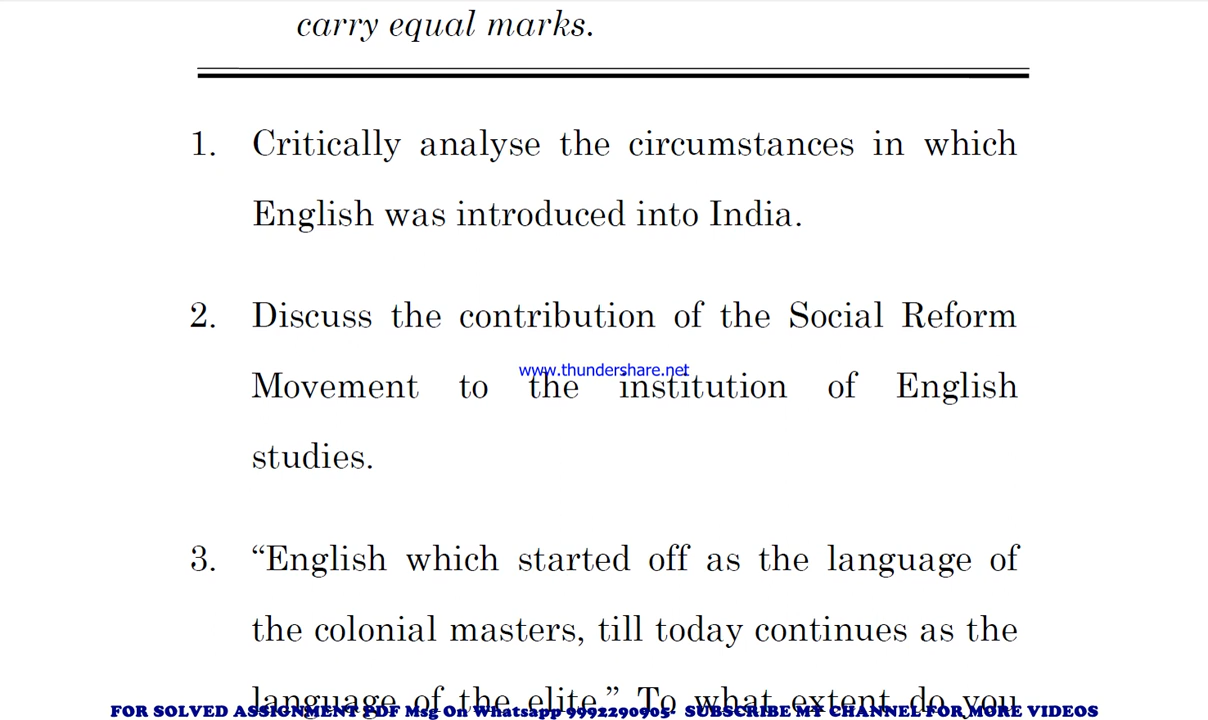 carry equal marks.
1. Critically analyse the circumstances in which
English was introduced into India.
2. Discuss the contribution of the Social Reform
www.thundershare.net
Movement to the institution of English
studies.
3. “English which started off as the language of
the colonial masters, till today continues as the
language of the elite.” To what extent do you
FOR SOLVED ASSIGNMENT PDF Msg On Whatsapp 9992290905- SUBSCRIBE MY CHANNEL FOR MORE VIDEOS